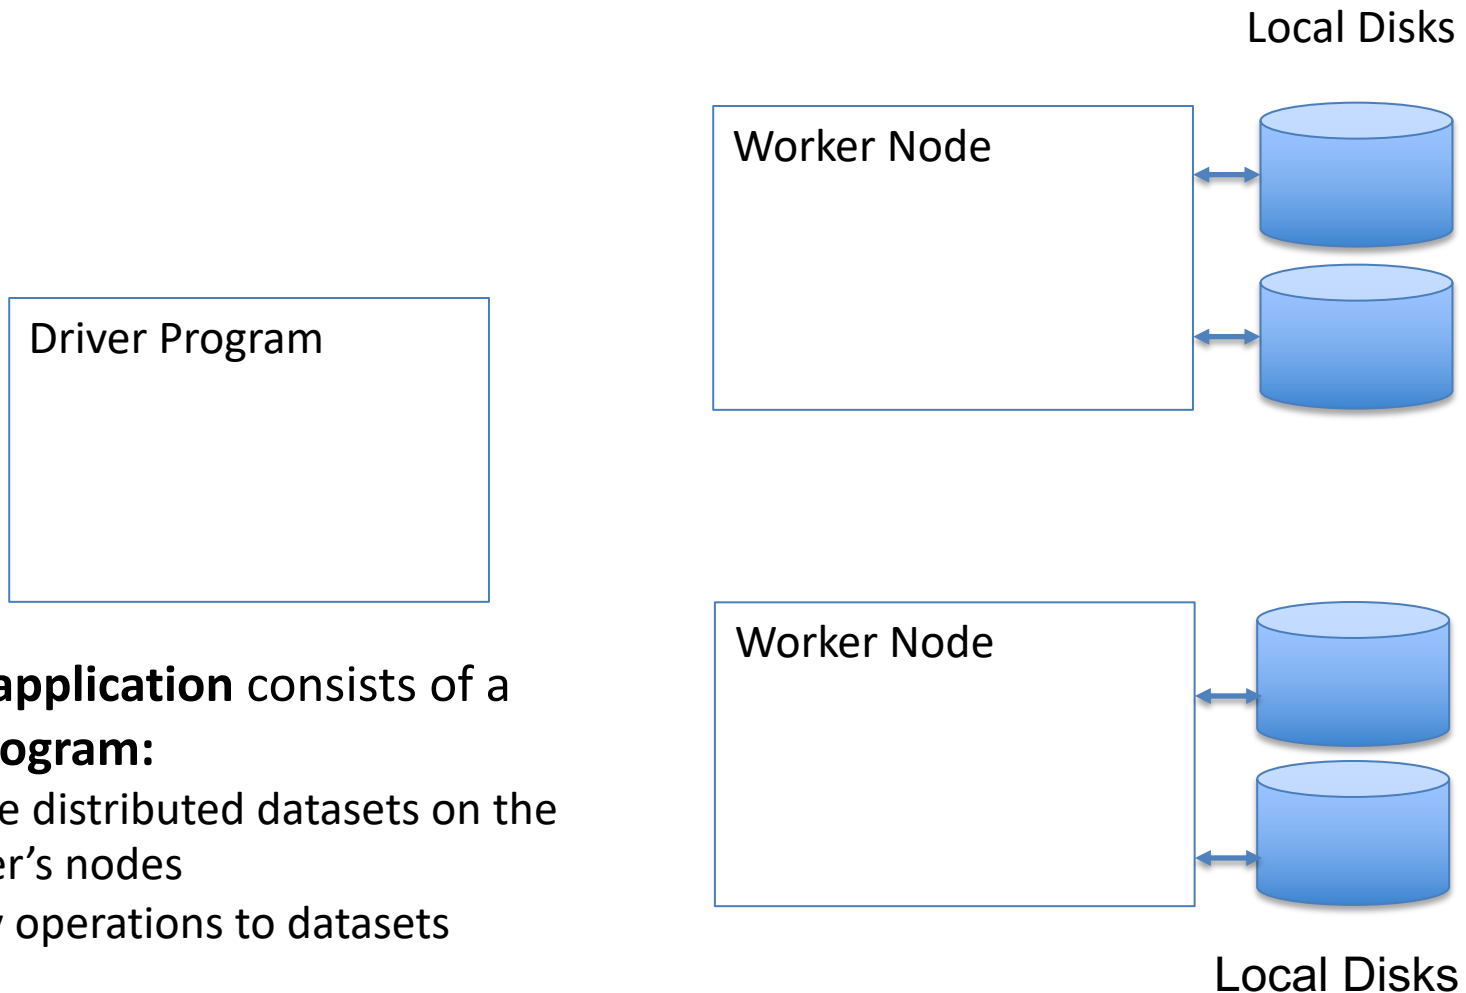 Local Disks
Worker Node
Driver Program
Worker Node
application consists of a
ogram:
e distributed datasets on the
er’s nodes
operations to datasets
Local Disks